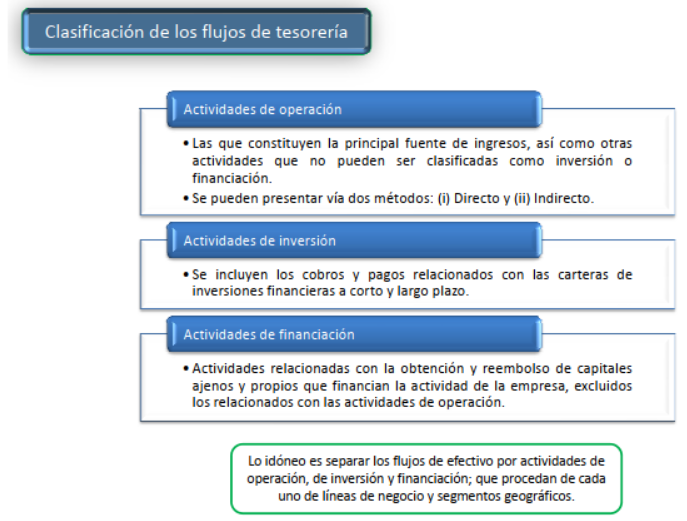 Clasificación de los flujos de tesorería
Actividades de operación
• Las que constituyen la principal fuente de ingresos, así como otras
actividades que no pueden ser clasificadas como inversión o
financiación.
• Se pueden presentar vía dos métodos: (i) Directo y (ii) Indirecto.
Actividades de inversión
• Se incluyen los cobros y pagos relacionados con las carteras de
inversiones financieras a corto y largo plazo.
Actividades de financiación
• Actividades relacionadas con la obtención y reembolso de capitales
ajenos y propios que financian la actividad de la empresa, excluidos
los relacionados con las actividades de operación.
Lo idóneo es separar los flujos de efectivo por actividades de
operación, de inversión y financiación; que procedan de cada
uno de líneas de negocio y segmentos geográficos.